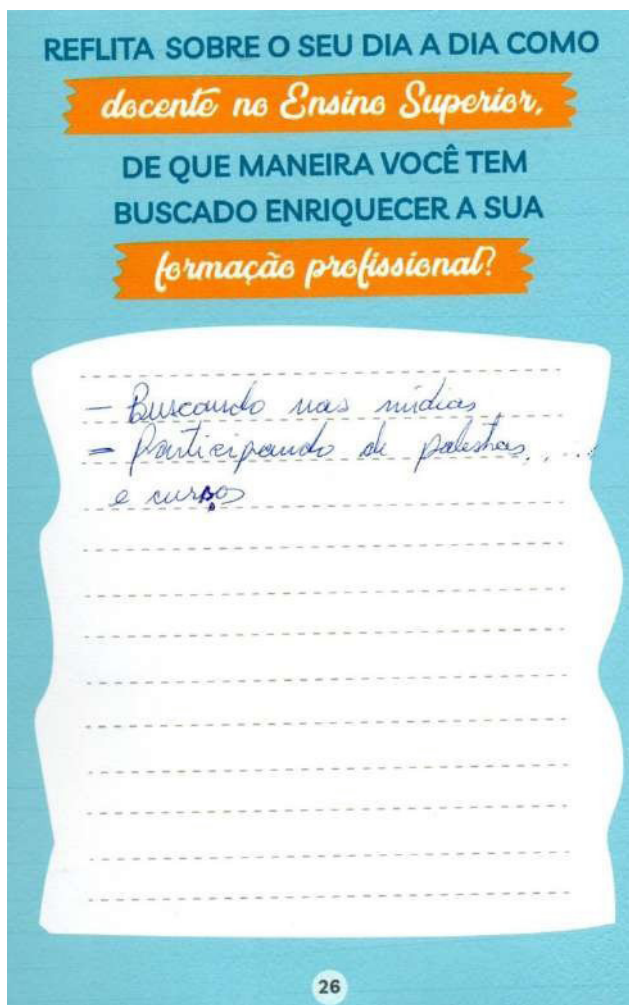 REFLITA SOBRE O SEU DIA A DIA COMO
docente no Ensino Superior,
DE QUE MANEIRA VOCÊ TEM
BUSCADO ENRIQUECER A SUA
formação profissional?
- Buscando nas mídias
- Participando de palestras,
e cursos
26